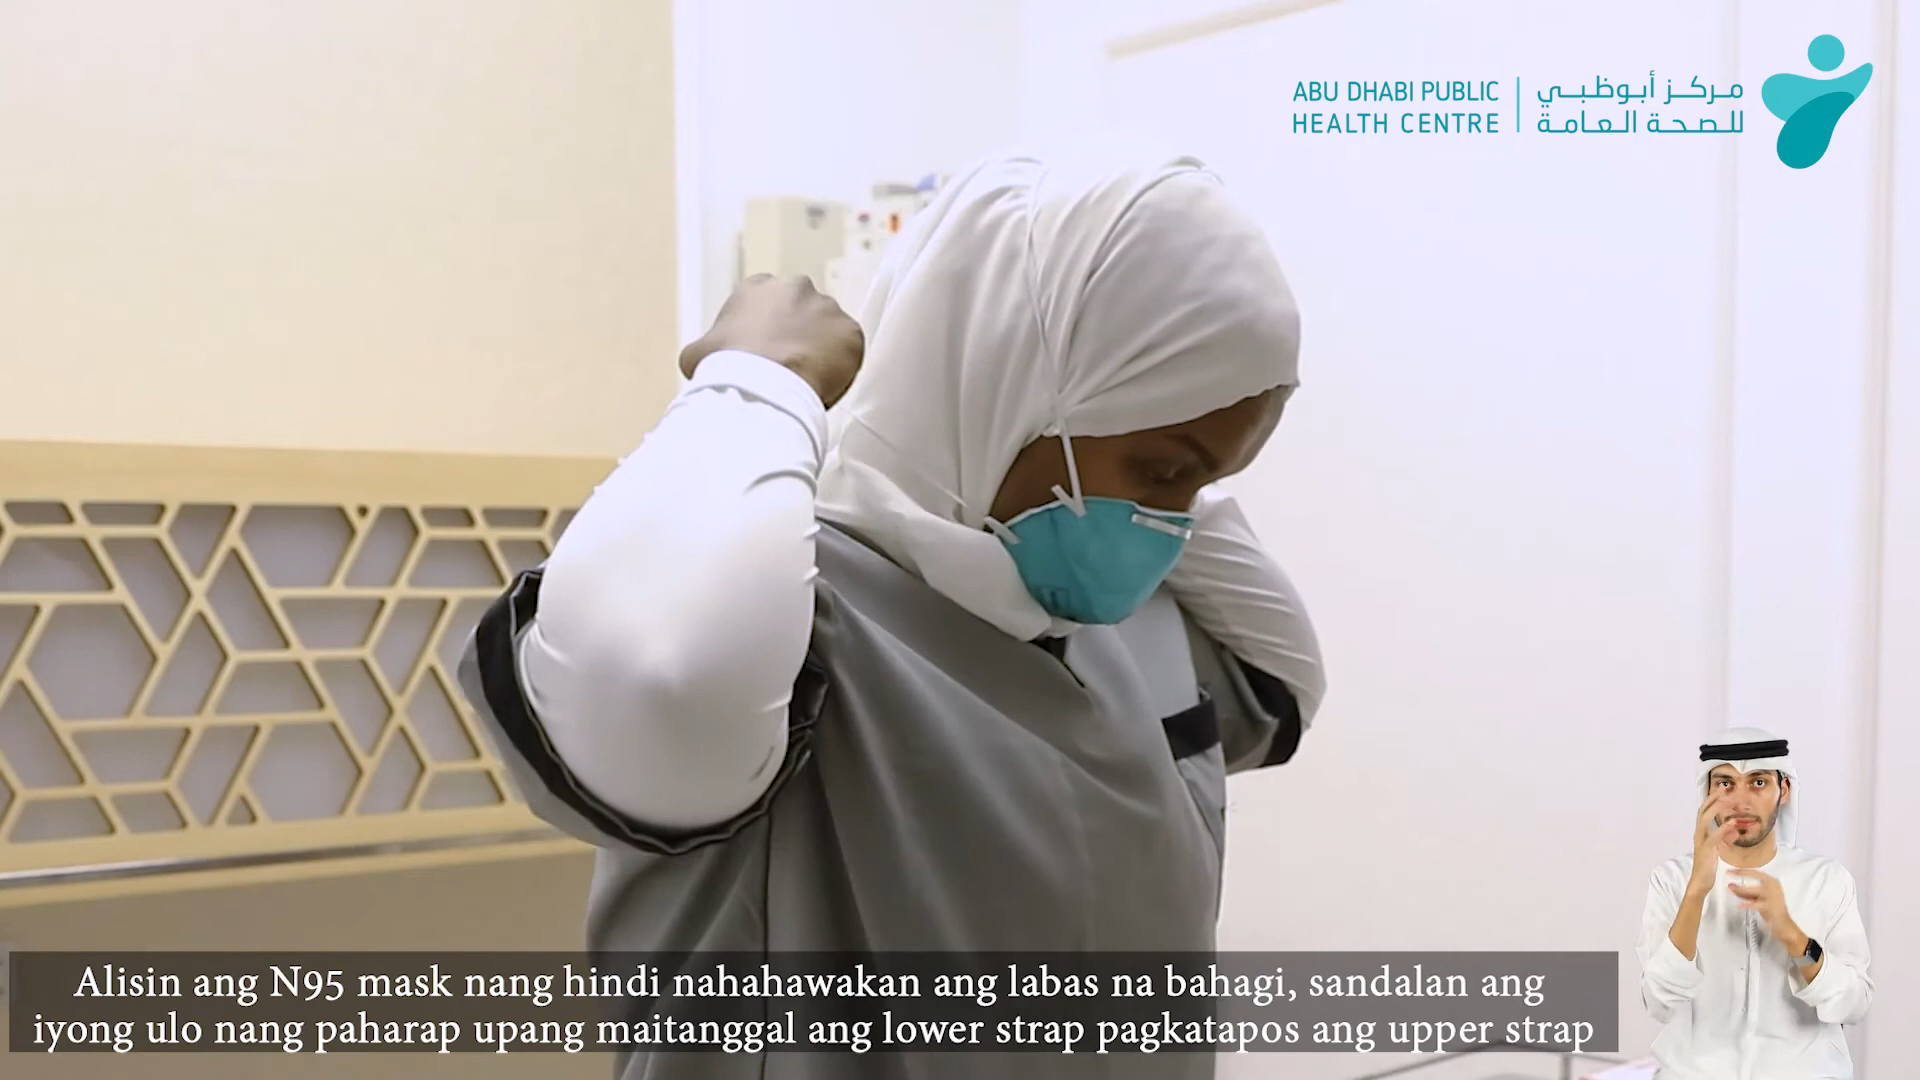 ABU DHABI PUBLIC
HEALTH CENTRE
مركز أبوظبي
للصحة العامة
Alisin ang N95 mask nang hindi nahahawakan ang labas na bahagi, sandalan ang
iyong ulo nang paharap upang maitanggal ang lower strap pagkatapos ang upper strap